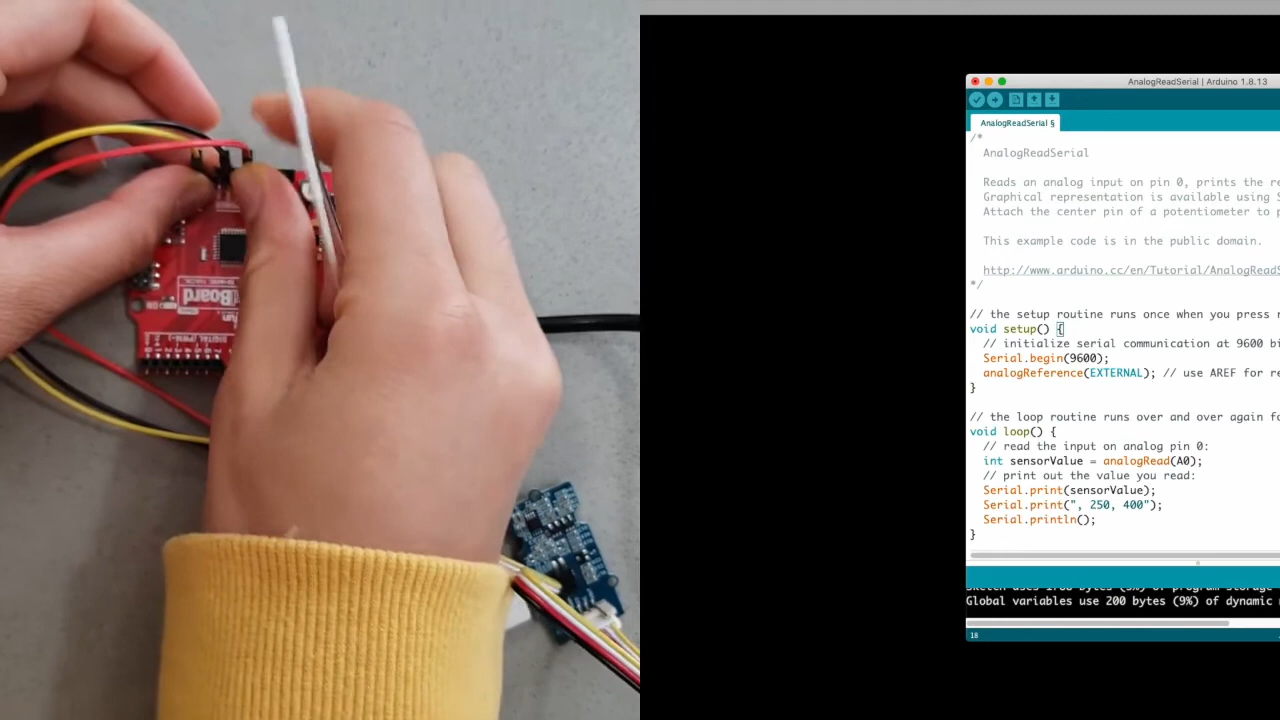 Board
DIGITAL (PWM~)
AnalogReadSerial | Arduino 1.8.13
AnalogReadSerial §
/*
AnalogReadSerial
Reads an analog input on pin 0, prints the
Graphical representation is available using
Attach the center pin of a potentiometer to
This example code is in the public domain.
http://www.arduino.cc/en/Tutorial/AnalogReadS
*/
// the setup routine runs once when you press
void setup() {
// initialize serial communication at 9600
Serial.begin(9600);
analogReference(EXTERNAL); // use AREF for
}
// the loop routine runs over and over again
void loop() {
// read the input on analog pin 0:
int sensorValue = analogRead(A0);
// print out the value you read:
Serial.print(sensorValue);
Serial.print(", 250, 400");
Serial.println();
}
Global variables use 200 bytes (9%) of dynamic
18